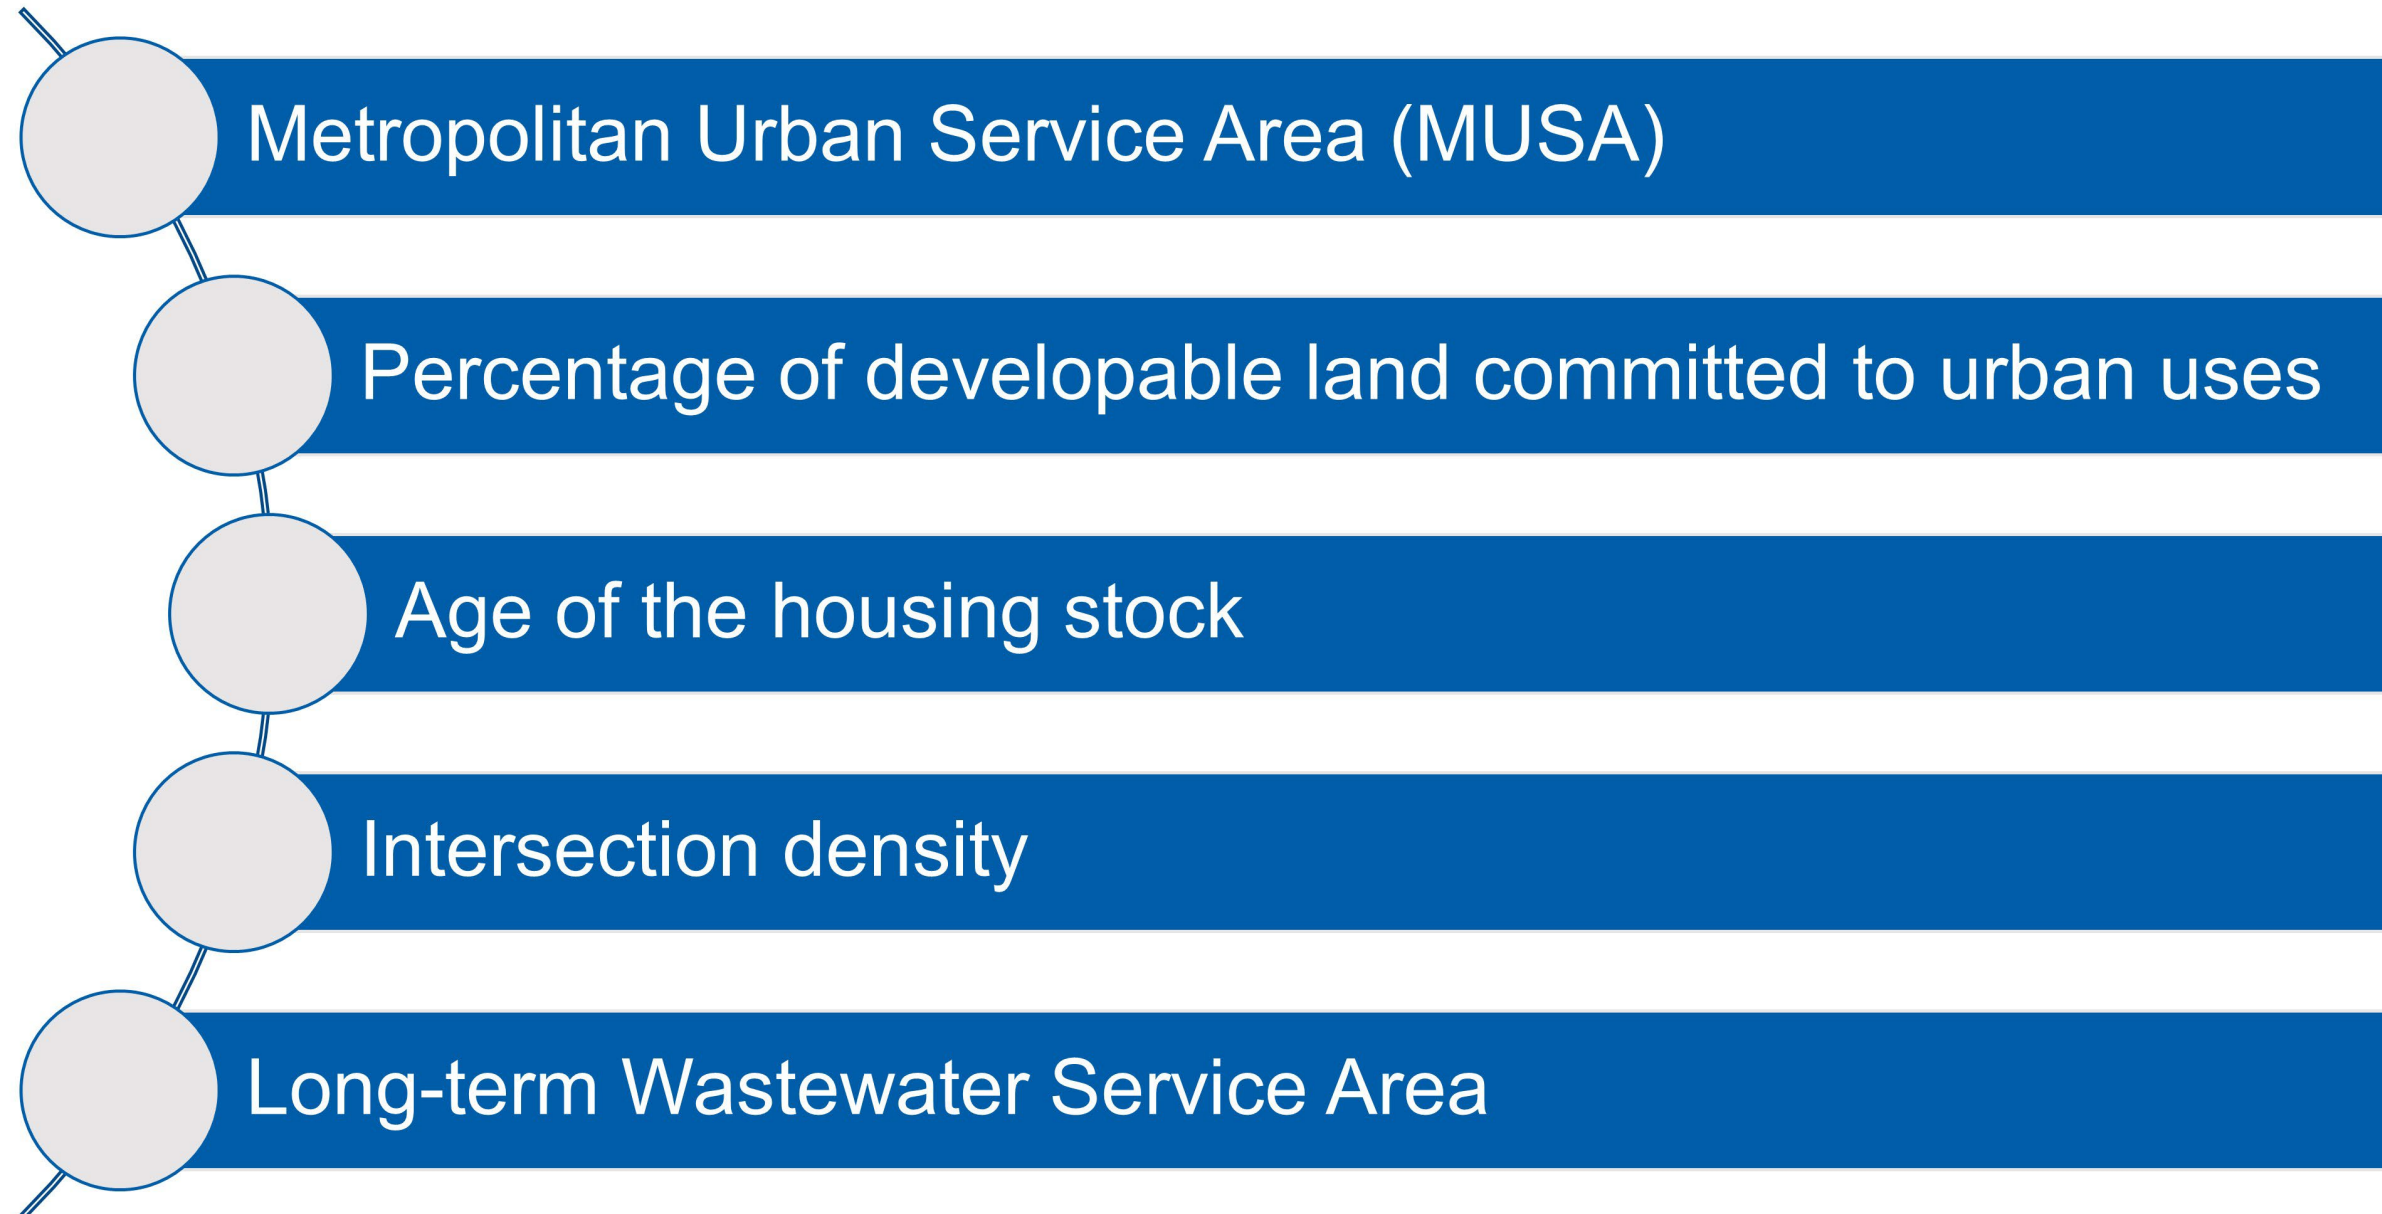 Metropolitan Urban Service Area (MUSA)
Percentage of developable land committed to urban uses
Age of the housing stock
Intersection density
Long-term Wastewater Service Area